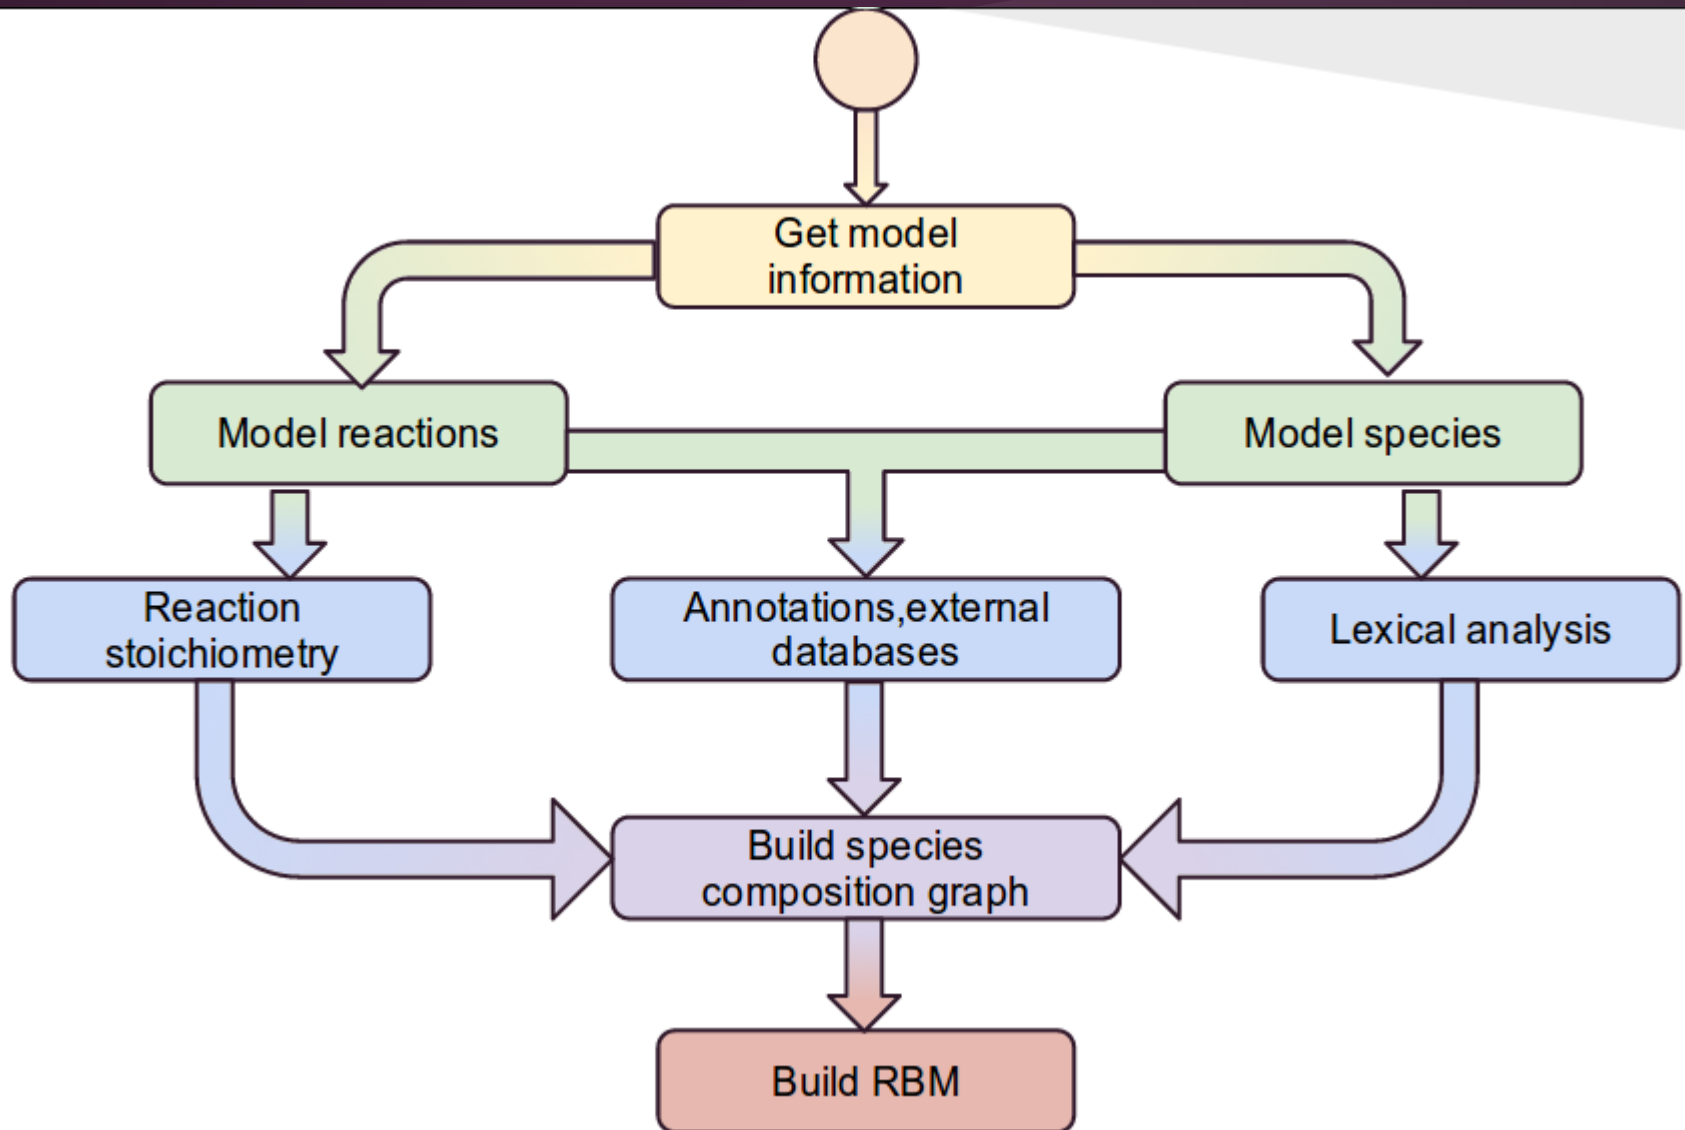 Get model
information
Model reactions
Model species
Reaction
stoichiometry
Annotations,external
databases
Lexical analysis
Build species
composition graph
Build RBM